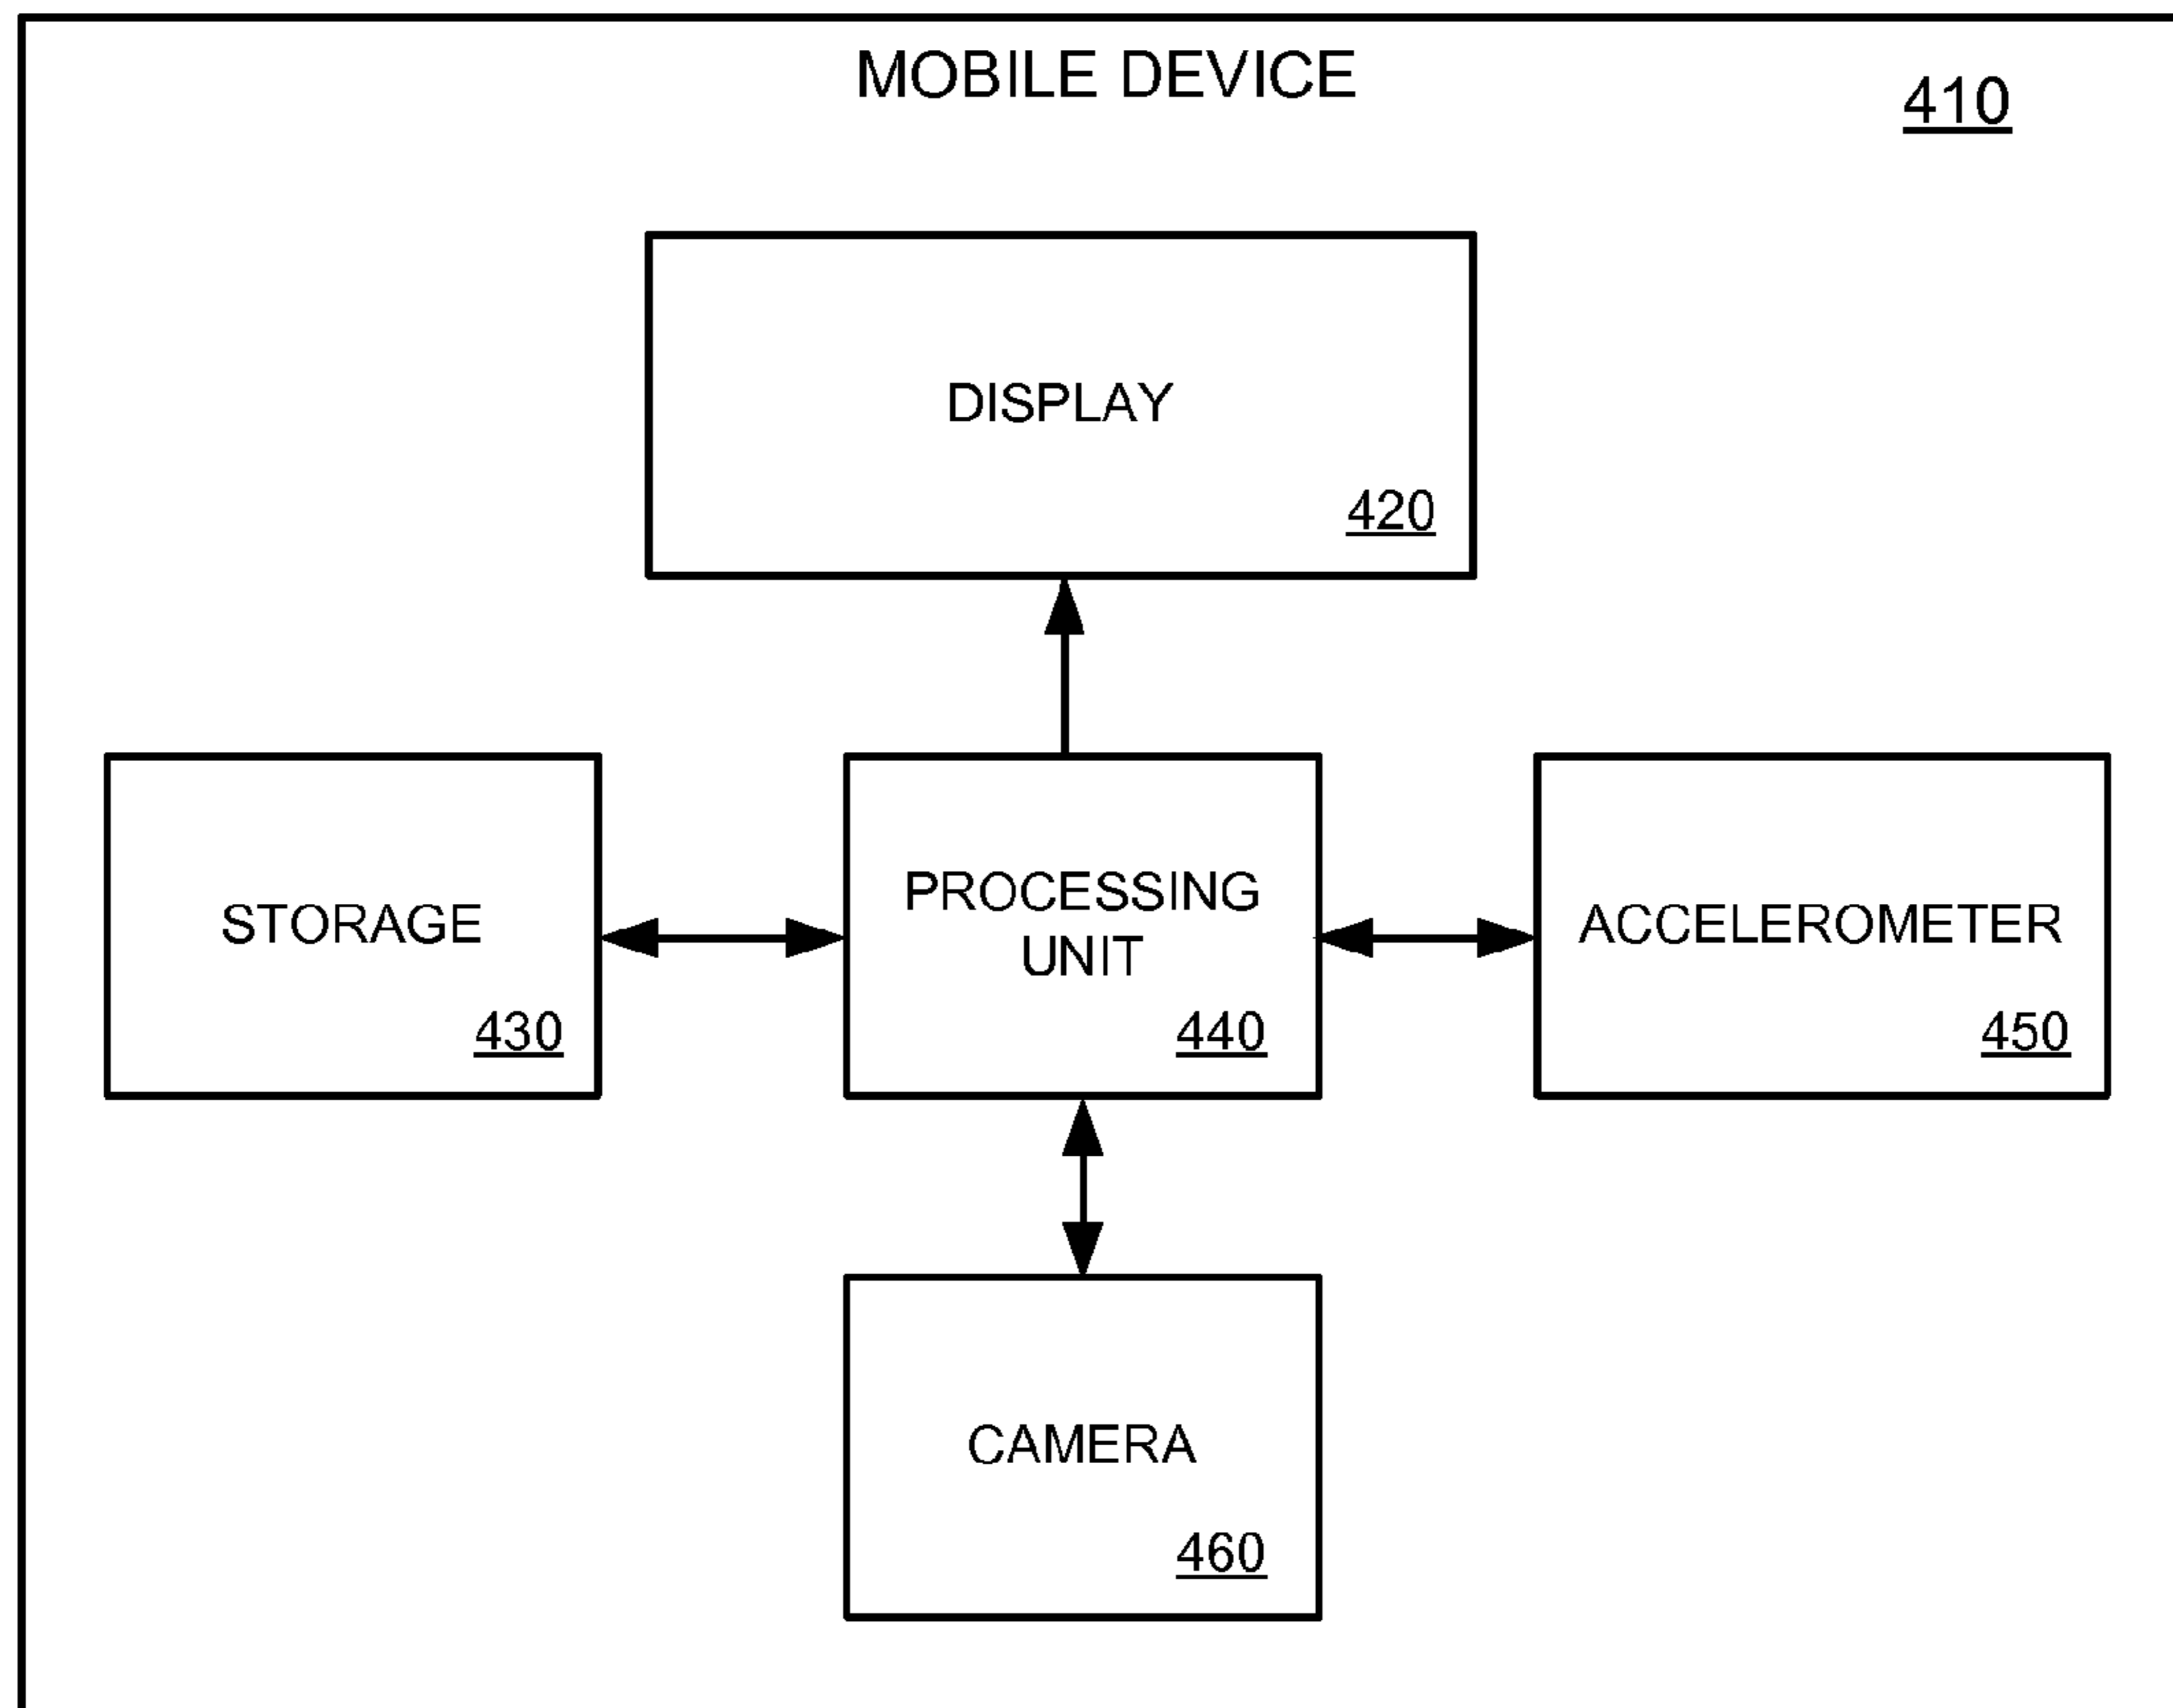 MOBILE DEVICE
410
DISPLAY
420
STORAGE
430
PROCESSING
UNIT
440
ACCELEROMETER
450
CAMERA
460